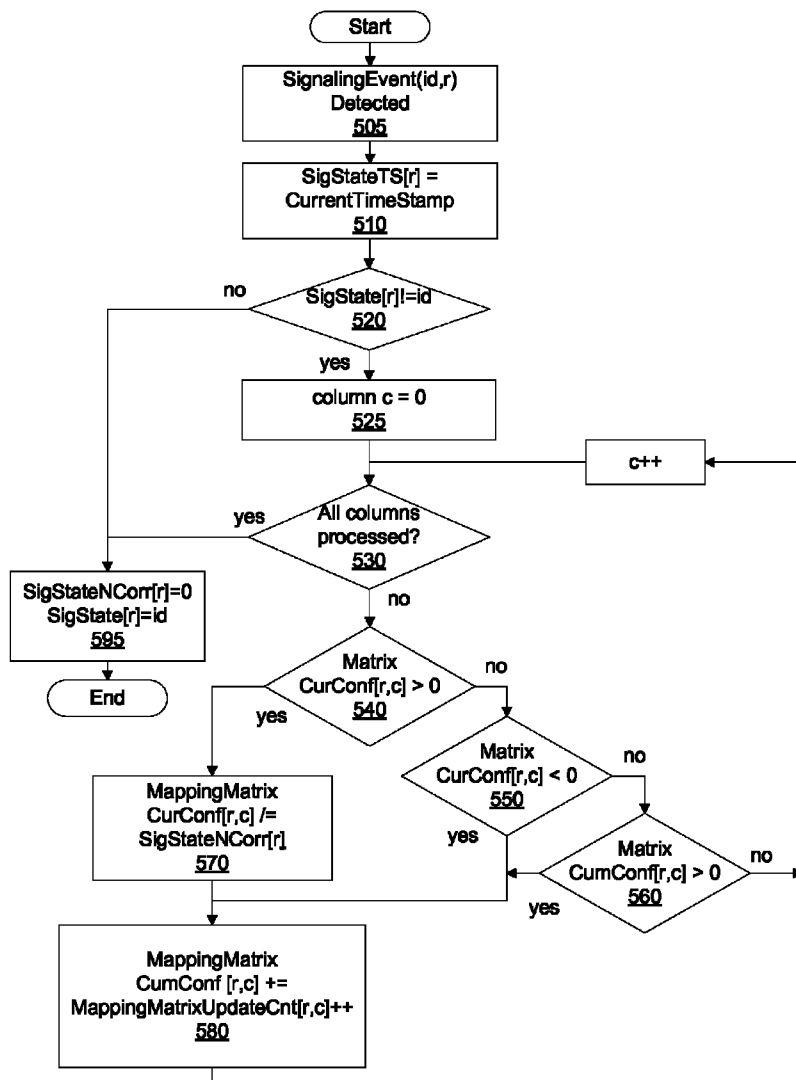 Start
SignalingEvent(id,r)
Detected
505
SigStateTS[r] =
CurrentTimeStamp
510
no
SigState[r]!=id
520
yes
column c = 0
525
c++
yes
All columns
processed?
530
no
SigStateNCorr[r]=0
SigState[r]=id
595
End
Matrix
CurConf[r,c] > 0
540
yes
no
Matrix
CurConf[r,c] < 0
550
yes
no
MappingMatrix
CurConf[r,c] /=
SigStateNCorr[r]
570
Matrix
CumConf[r,c] > 0
560
yes
no
MappingMatrix
CumConf [r,c] +=
MappingMatrixUpdateCnt[r,c]++
580